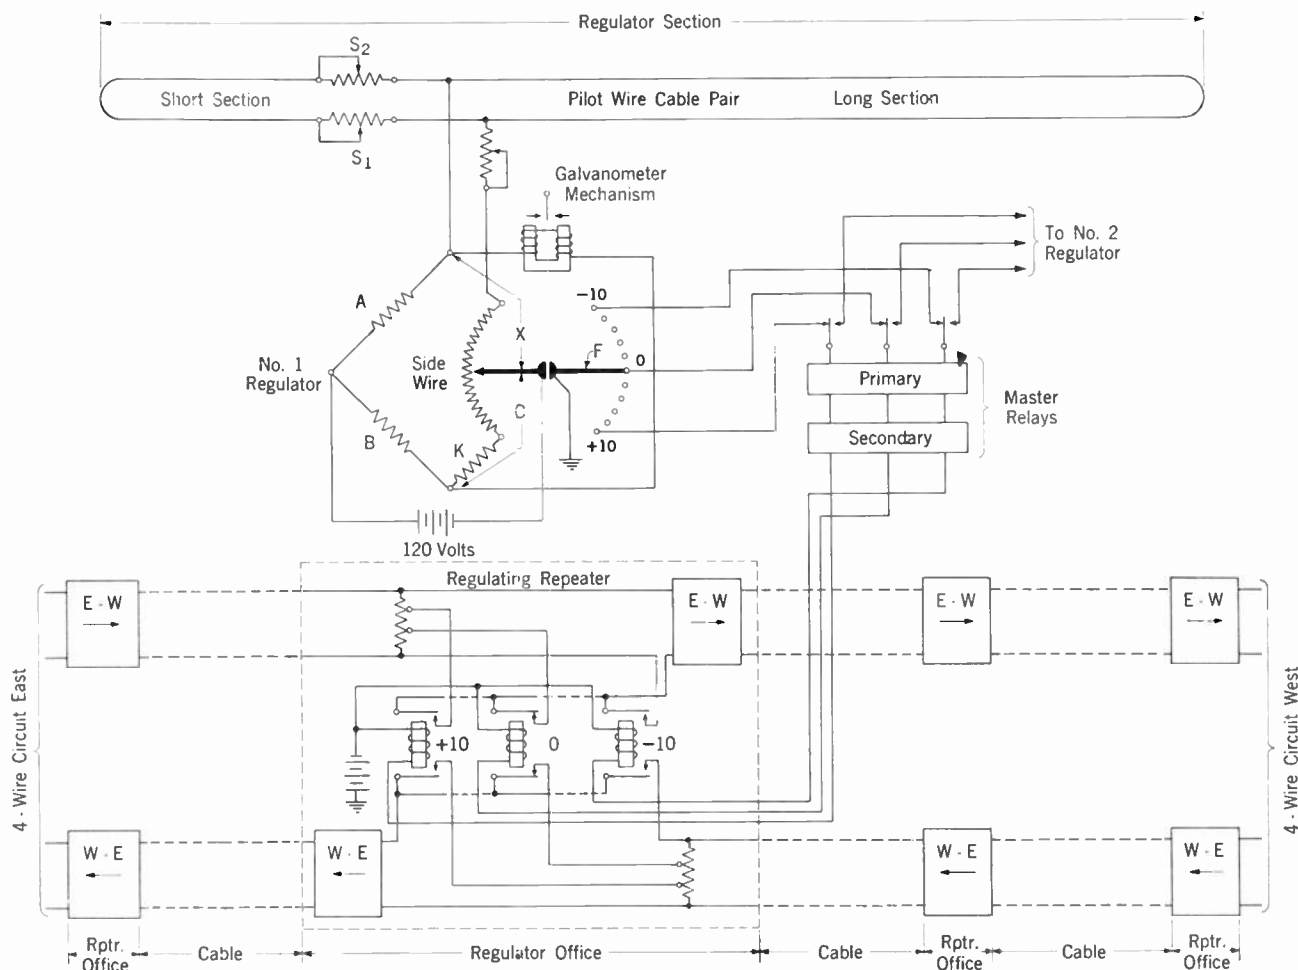 Regulator Section
S2
Short Section
Pilot Wire Cable Pair
Long Section
S1
Galvanometer
Mechanism
To No. 2
Regulator
A
-10
X
F
0
No. 1
Regulator
Side
Wire
Primary
C
Master
Relays
B
K
+10
Secondary
120 Volts
Regulating Repeater
E - W
E - W
E - W
E - W
4 - Wire Circuit East
+10
0
-10
4 - Wire Circuit West
W - E
W - E
W - E
W - E
Rptr.
Office
Cable
Regulator Office
Cable
Rptr.
Office
Cable
Rptr.
Office